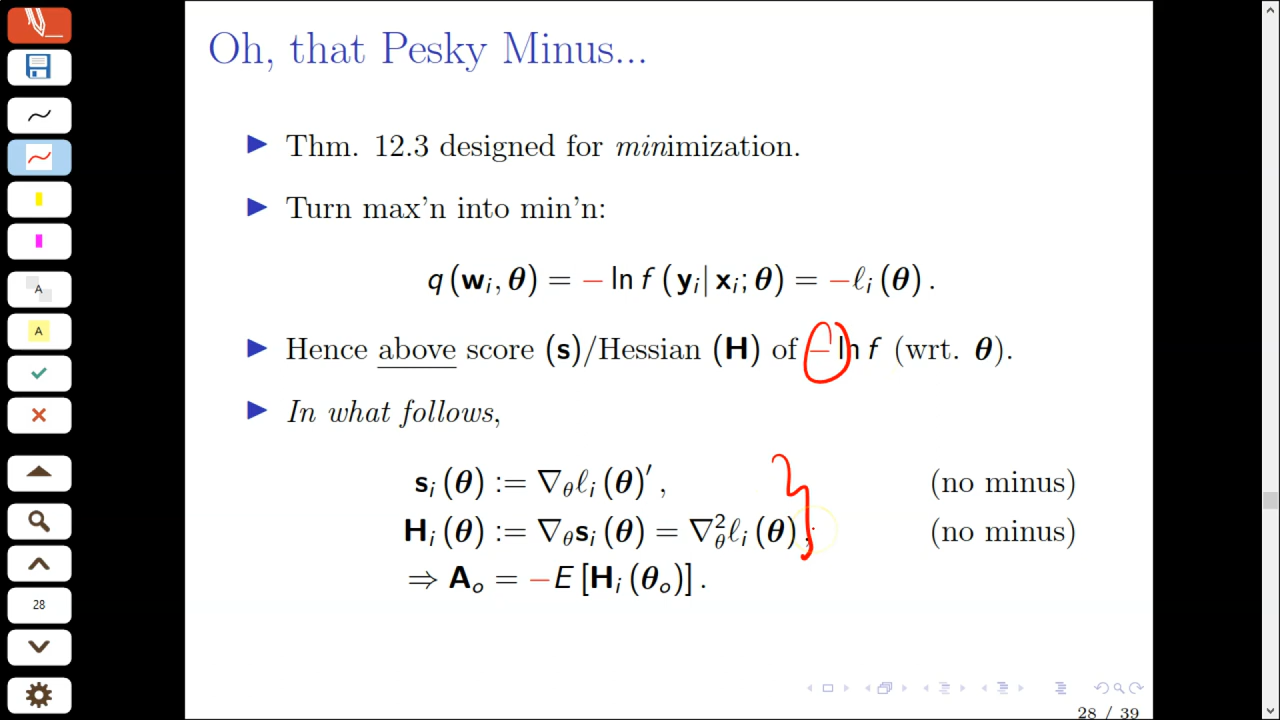 Oh, that Pesky Minus...
Thm. 12.3 designed for minimization.
Turn max'n into min'n:
q (wᵢ, θ) = − ln f (yᵢ| xᵢ; θ) = −ℓᵢ (θ) .
Hence above score (s)/Hessian (H) of − ln f (wrt. θ).
In what follows,
sᵢ (θ) := ∇θℓᵢ (θ)′ , (no minus)
Hᵢ (θ) := ∇θsᵢ (θ) = ∇²θℓᵢ (θ) , (no minus)
⇒ Aₒ = −E [Hᵢ (θₒ)] .
A
A
28
28 / 39